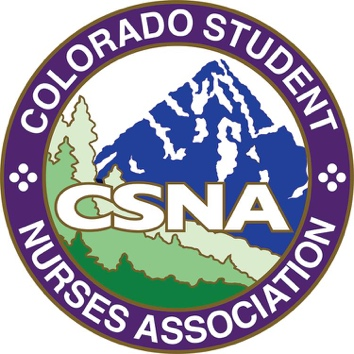 COLORADO STUDENT
CSNA
NURSES ASSOCIATION